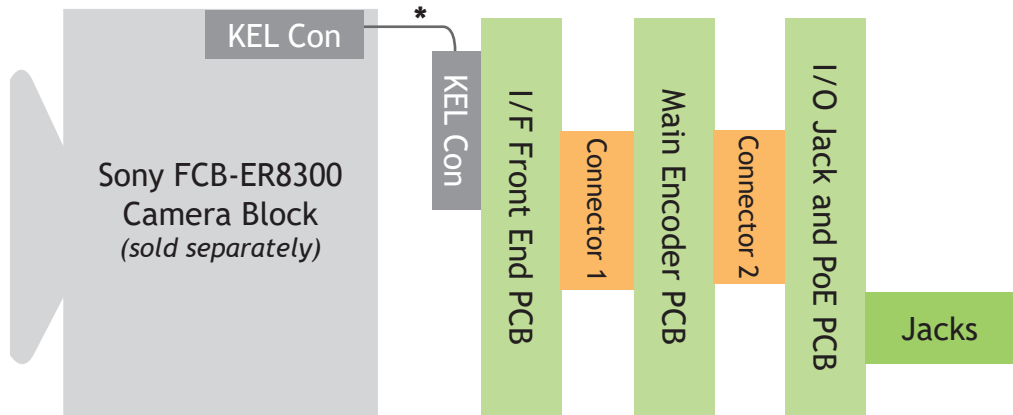 *
KEL Con
KEL Con
Sony FCB-ER8300
Camera Block
(sold separately)
I/F Front End PCB
Connector 1
Main Encoder PCB
Connector 2
I/O Jack and PoE PCB
Jacks